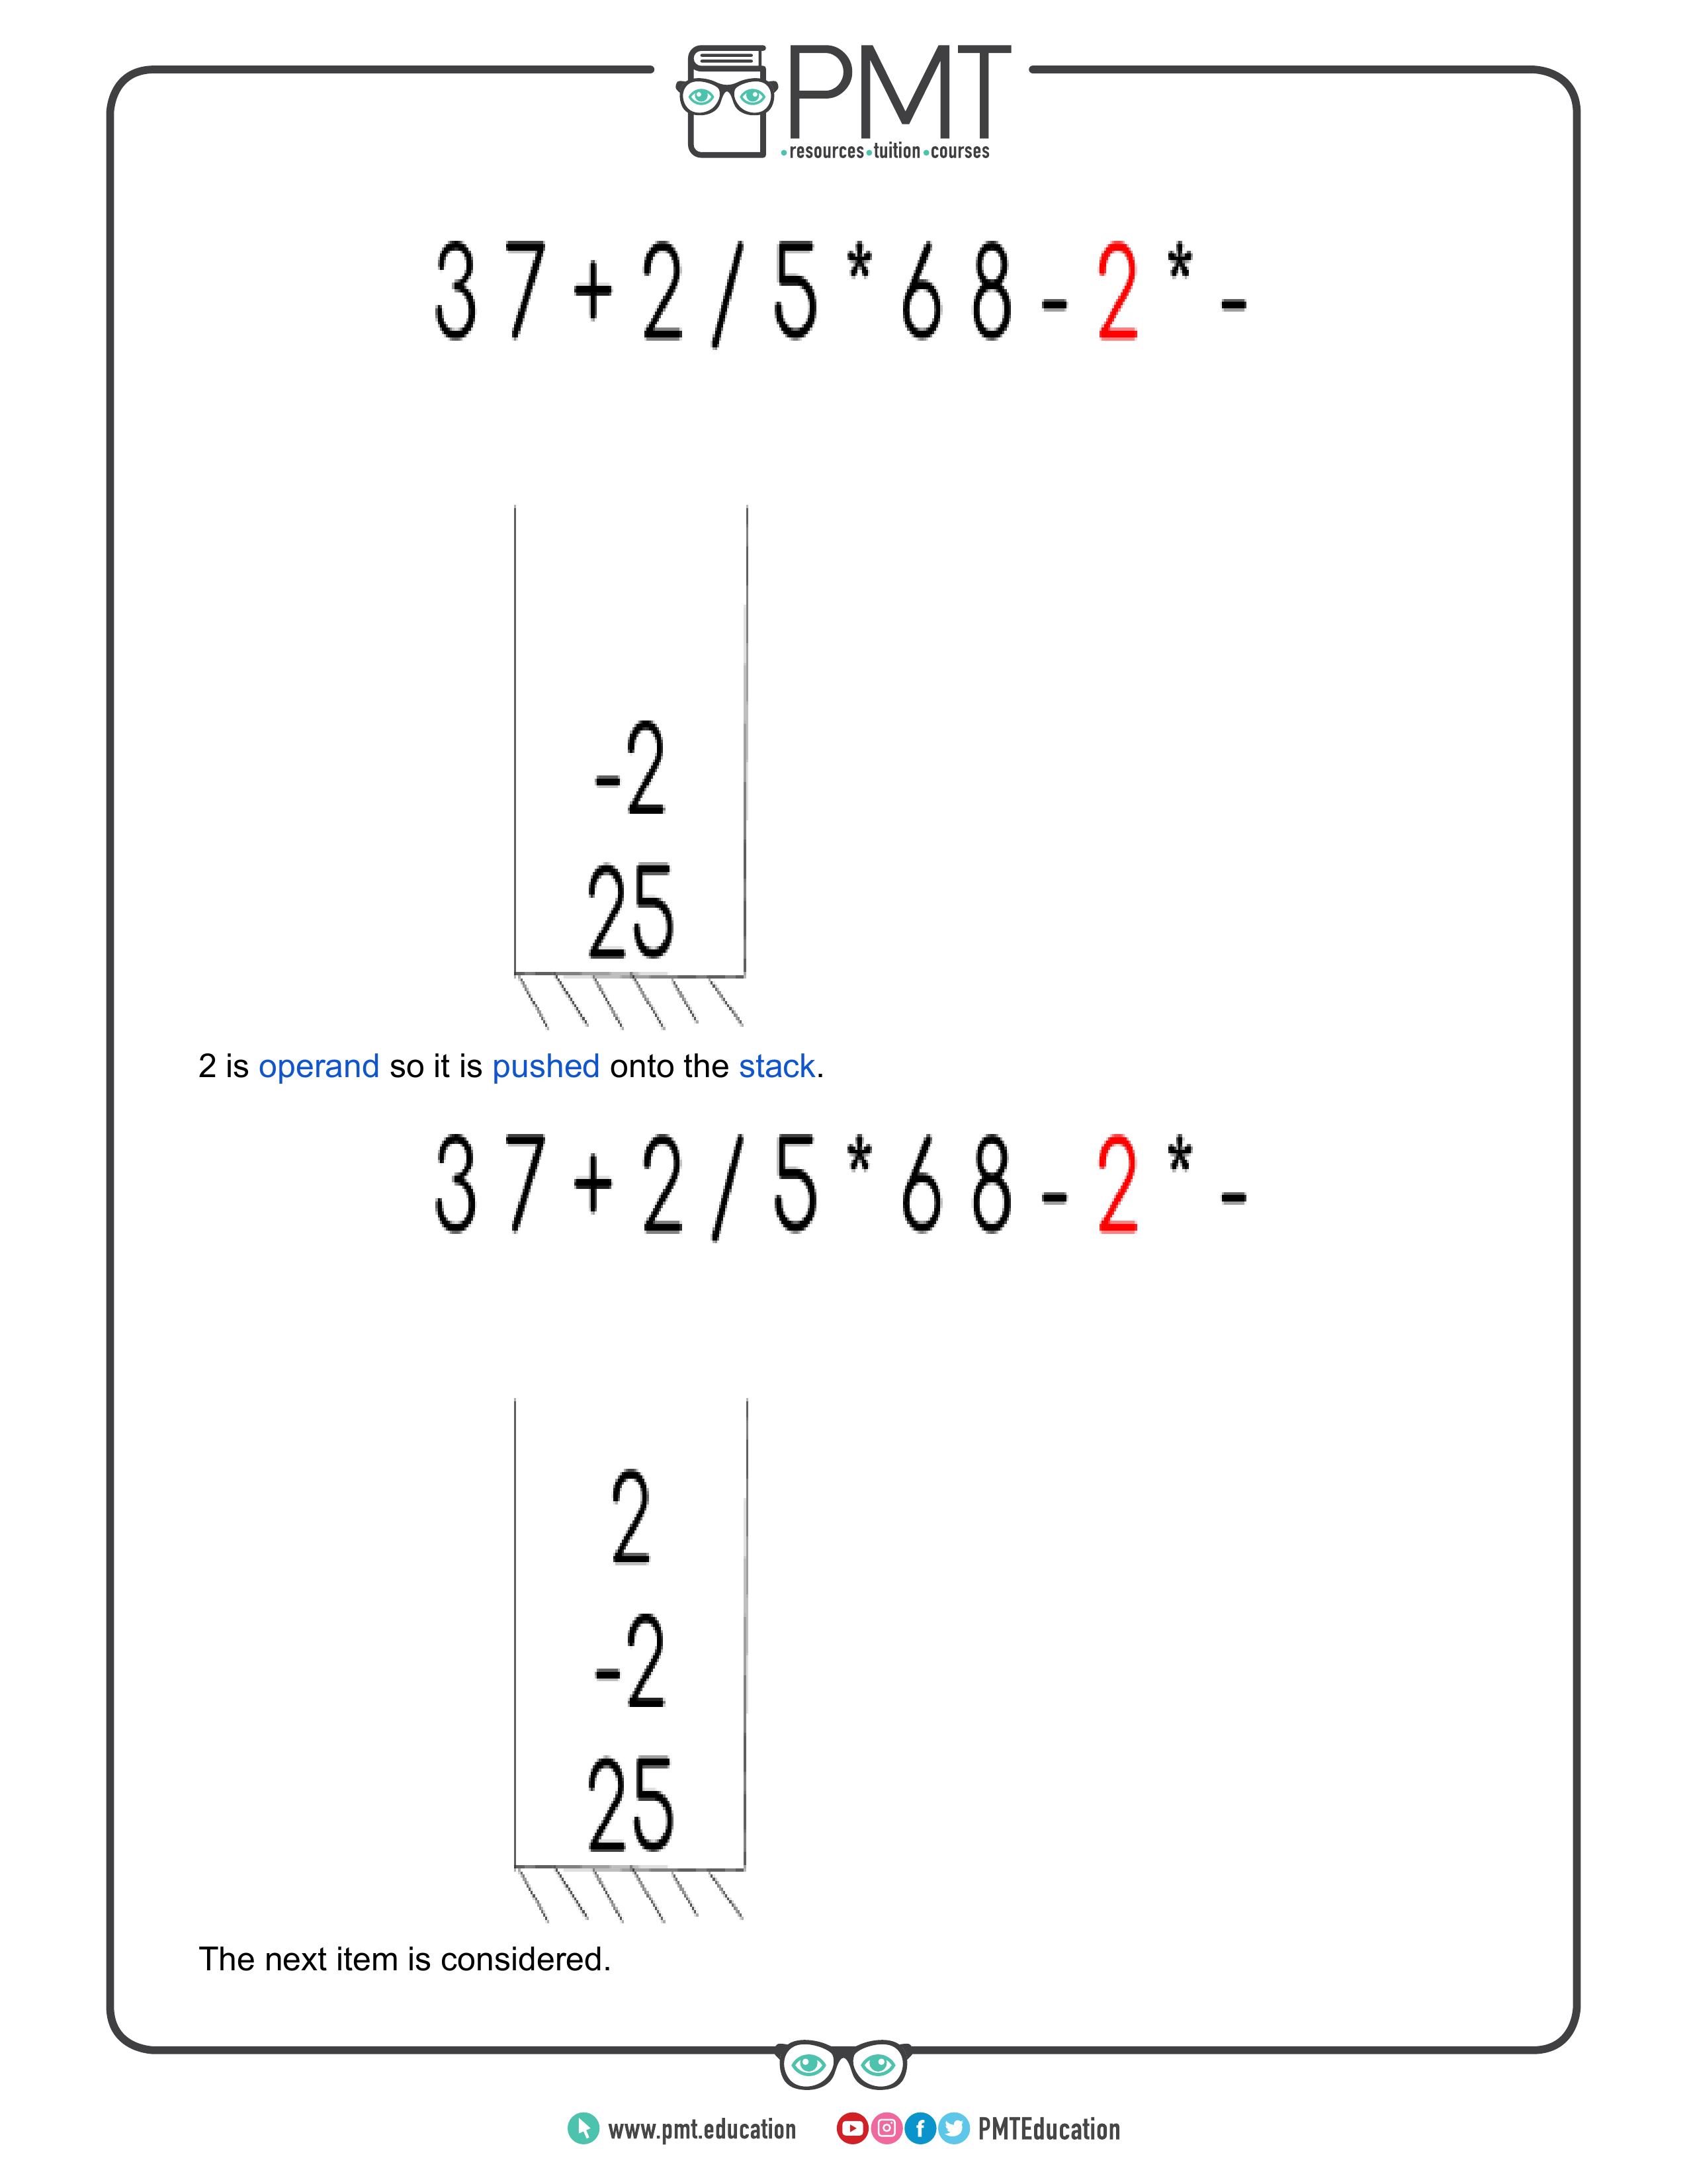 PMT
•resources•tuition•courses
3 7 + 2 / 5 * 6 8 - 2 * -
-2
25
2 is operand so it is pushed onto the stack.
3 7 + 2 / 5 * 6 8 - 2 * -
2
-2
25
The next item is considered.
www.pmt.education PMTEducation